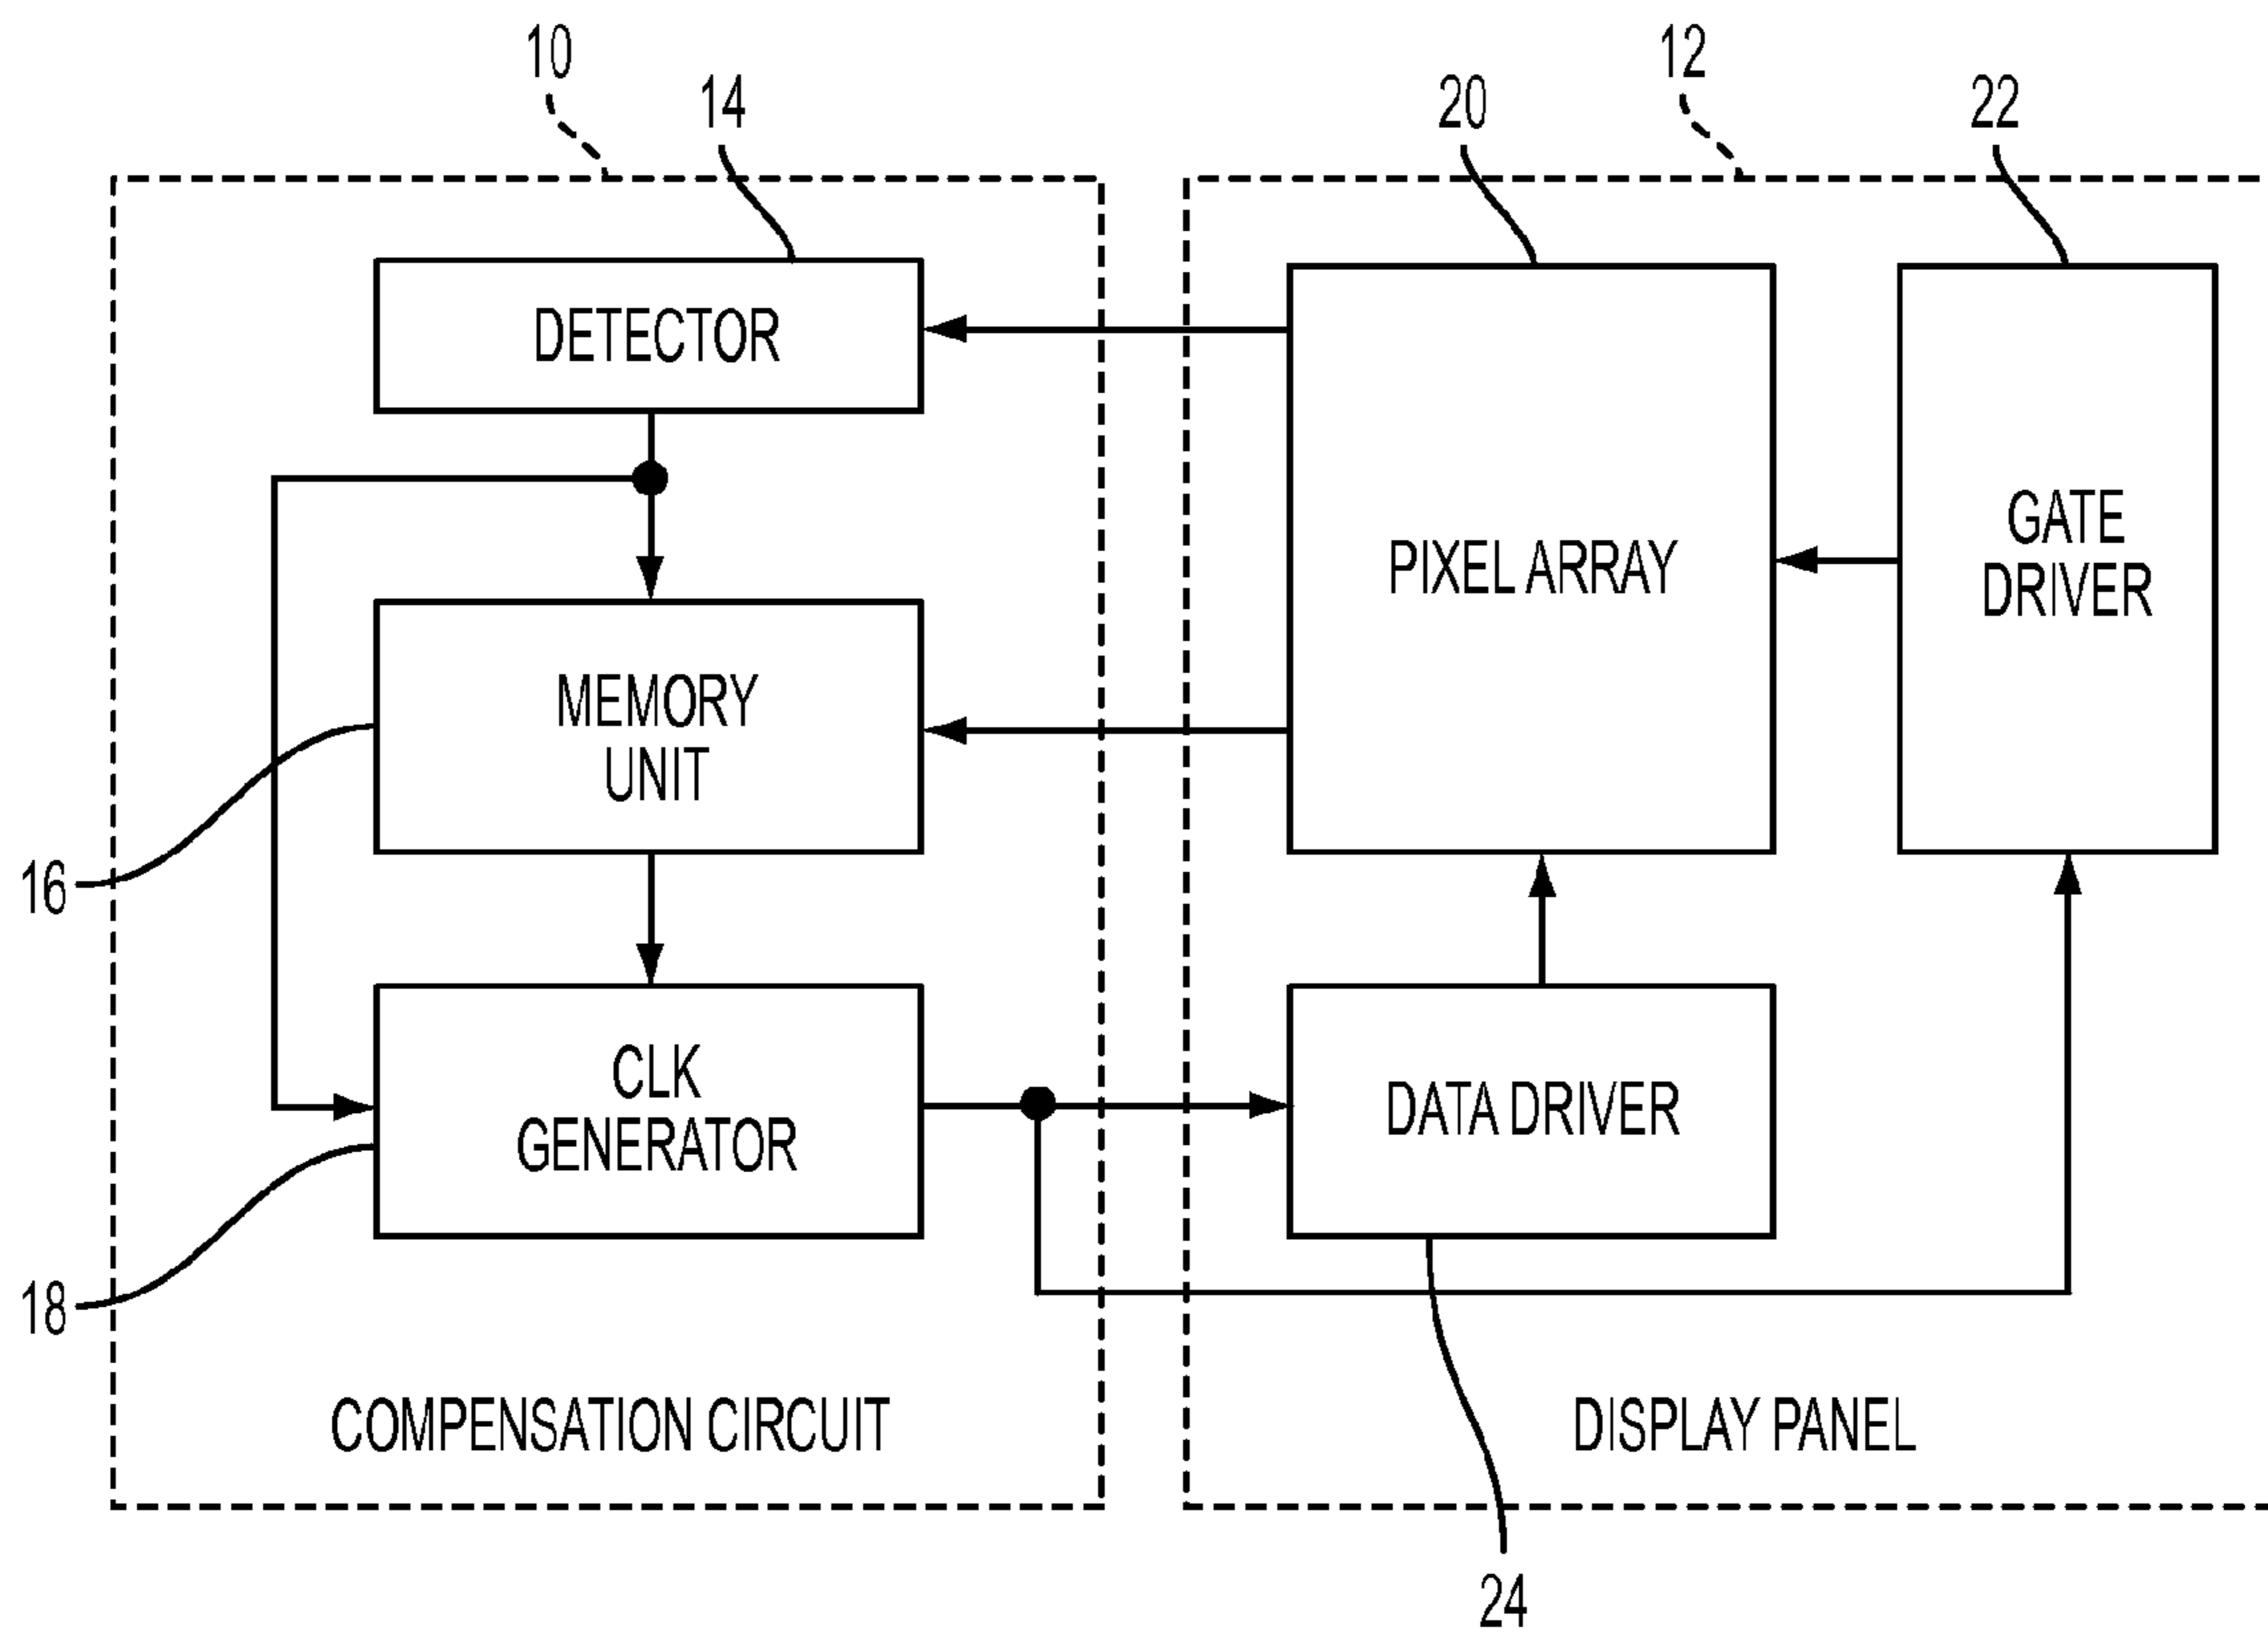 10
12
14
20
22
DETECTOR
GATE
DRIVER
PIXEL ARRAY
MEMORY
UNIT
16
CLK
GENERATOR
DATA DRIVER
18
COMPENSATION CIRCUIT
DISPLAY PANEL
24